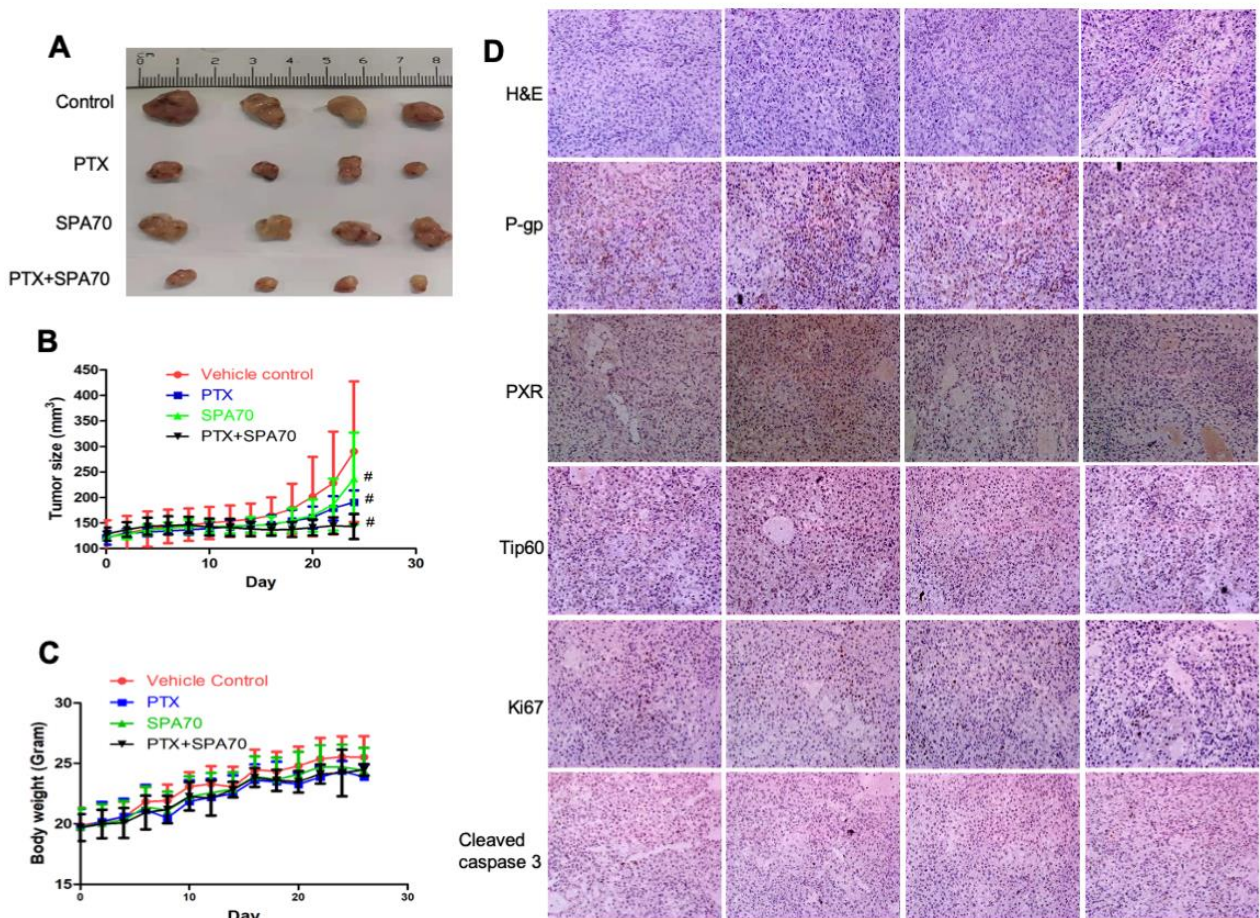 A
cm
0 1 2 3 4 5 6 7 8
Control
PTX
SPA70
PTX+SPA70
B
Vehicle control
PTX
SPA70
PTX+SPA70
450
400
350
300
250
200
150
100
Tumor size (mm³)
#
#
#
0 10 20 30
Day
C
Vehicle Control
PTX
SPA70
PTX+SPA70
30
25
20
15
Body weight (Gram)
0 10 20 30
Day
D
H&E
P-gp
PXR
Tip60
Ki67
Cleaved
caspase 3